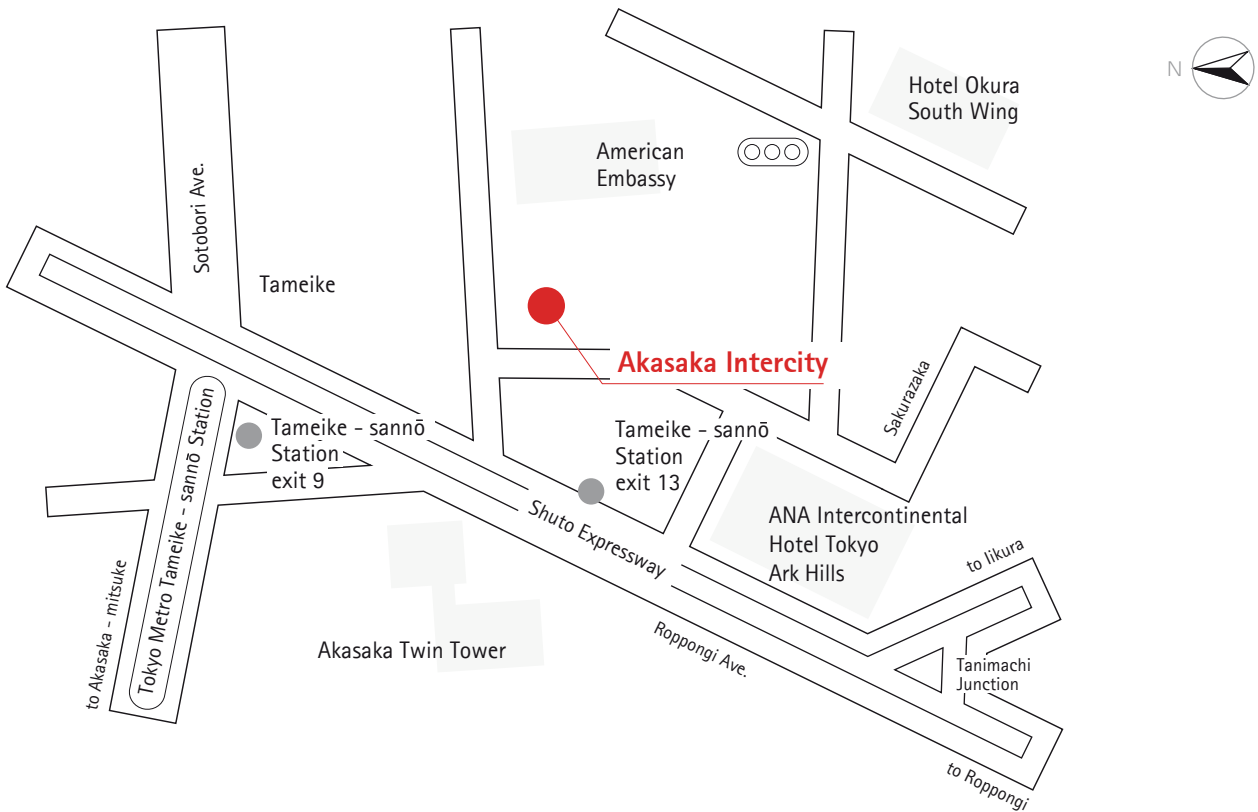 N
Hotel Okura
South Wing
American
Embassy
Sotobori Ave.
Tameike
Akasaka Intercity
Sakurazaka
Tameike - sannō
Station
exit 9
Tameike - sannō
Station
exit 13
Tokyo Metro Tameike - sannō Station
Shuto Expressway
ANA Intercontinental
Hotel Tokyo
Ark Hills
to Iikura
to Akasaka - mitsuke
Akasaka Twin Tower
Roppongi Ave.
Tanimachi
Junction
to Roppongi